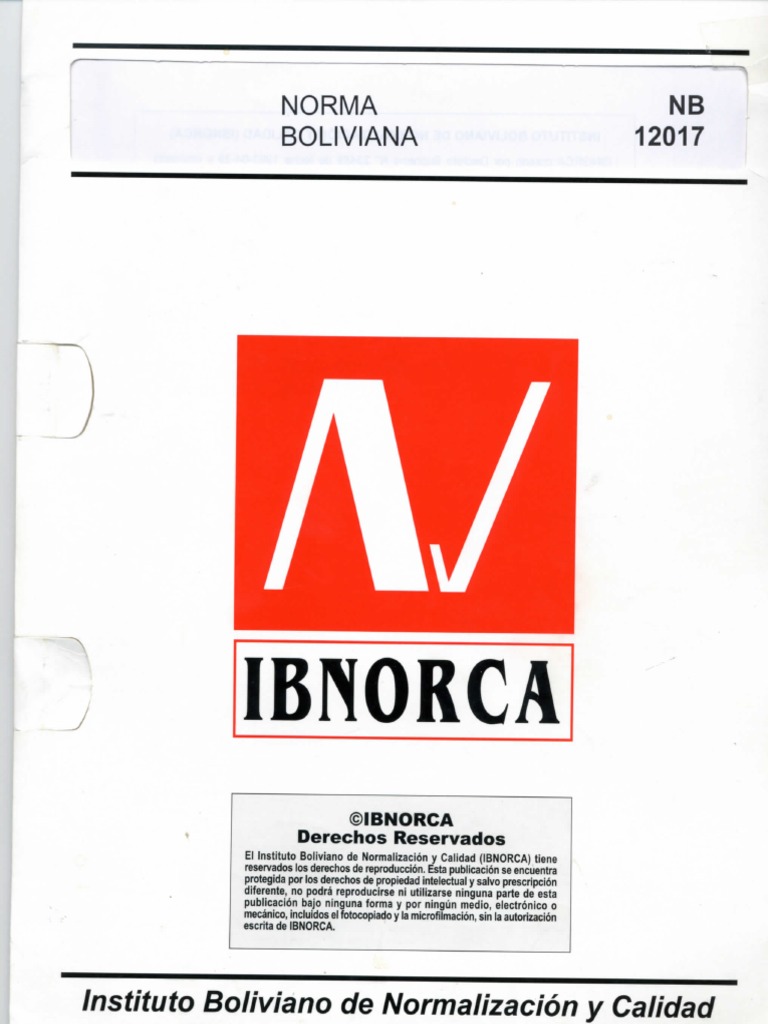 NORMA NB
BOLIVIANA 12017
IBNORCA
©IBNORCA
Derechos Reservados
El Instituto Boliviano de Normalización y Calidad (IBNORCA) tiene
reservados los derechos de reproducción. Esta publicación se encuentra
protegida por los derechos de propiedad intelectual y salvo prescripción
diferente, no podrá reproducirse ni utilizarse ninguna parte de esta
publicación bajo ninguna forma y por ningún medio, electrónico o
mecánico, incluidos el fotocopiado y la microfilmación, sin la autorización
escrita de IBNORCA.
Instituto Boliviano de Normalización y Calidad